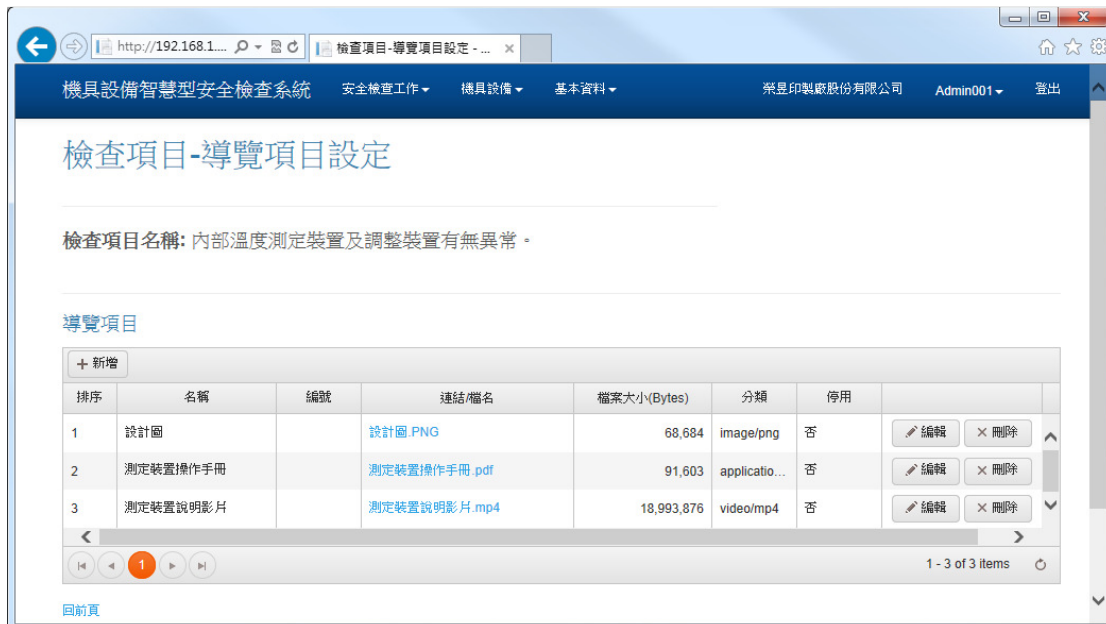 http://192.168.1....
檢查項目-導覽項目設定 - ...
機具設備智慧型安全檢查系統 安全檢查工作 機具設備 基本資料 榮昱印製廠股份有限公司 Admin001 登出
檢查項目-導覽項目設定
檢查項目名稱: 內部溫度測定裝置及調整裝置有無異常。
導覽項目
+ 新增
排序 名稱 編號 連結/檔名 檔案大小(Bytes) 分類 停用
1 設計圖 設計圖.PNG 68,684 image/png 否 編輯 刪除
2 測定裝置操作手冊 測定裝置操作手冊.pdf 91,603 applicatio... 否 編輯 刪除
3 測定裝置說明影片 測定裝置說明影片.mp4 18,993,876 video/mp4 否 編輯 刪除
1 1 - 3 of 3 items
回前頁